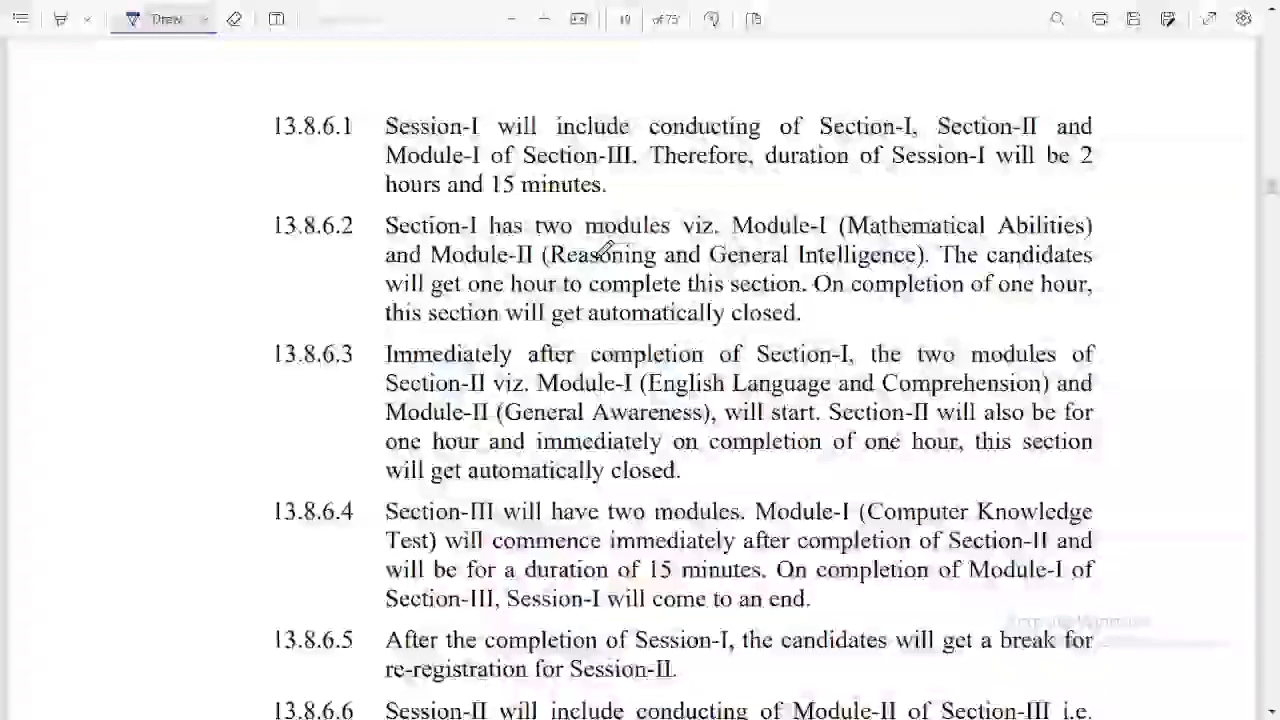 Draw 19 of 75
13.8.6.1 Session-I will include conducting of Section-I, Section-II and
Module-I of Section-III. Therefore, duration of Session-I will be 2
hours and 15 minutes.
13.8.6.2 Section-I has two modules viz. Module-I (Mathematical Abilities)
and Module-II (Reasoning and General Intelligence). The candidates
will get one hour to complete this section. On completion of one hour,
this section will get automatically closed.
13.8.6.3 Immediately after completion of Section-I, the two modules of
Section-II viz. Module-I (English Language and Comprehension) and
Module-II (General Awareness), will start. Section-II will also be for
one hour and immediately on completion of one hour, this section
will get automatically closed.
13.8.6.4 Section-III will have two modules. Module-I (Computer Knowledge
Test) will commence immediately after completion of Section-II and
will be for a duration of 15 minutes. On completion of Module-I of
Section-III, Session-I will come to an end.
13.8.6.5 After the completion of Session-I, the candidates will get a break for
re-registration for Session-II.
13.8.6.6 Session-II will include conducting of Module-II of Section-III i.e.